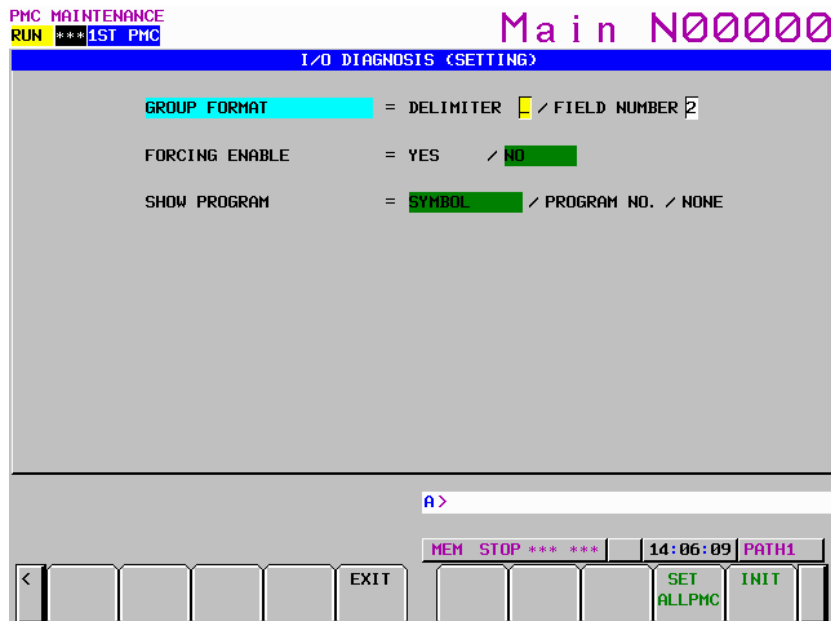 PMC MAINTENANCE
RUN ***1ST PMC Main N00000
I/O DIAGNOSIS (SETTING)
GROUP FORMAT = DELIMITER _ / FIELD NUMBER 2
FORCING ENABLE = YES / NO
SHOW PROGRAM = SYMBOL / PROGRAM NO. / NONE
A>
MEM STOP *** *** 14:06:09 PATH1
< EXIT SET INIT
ALLPMC